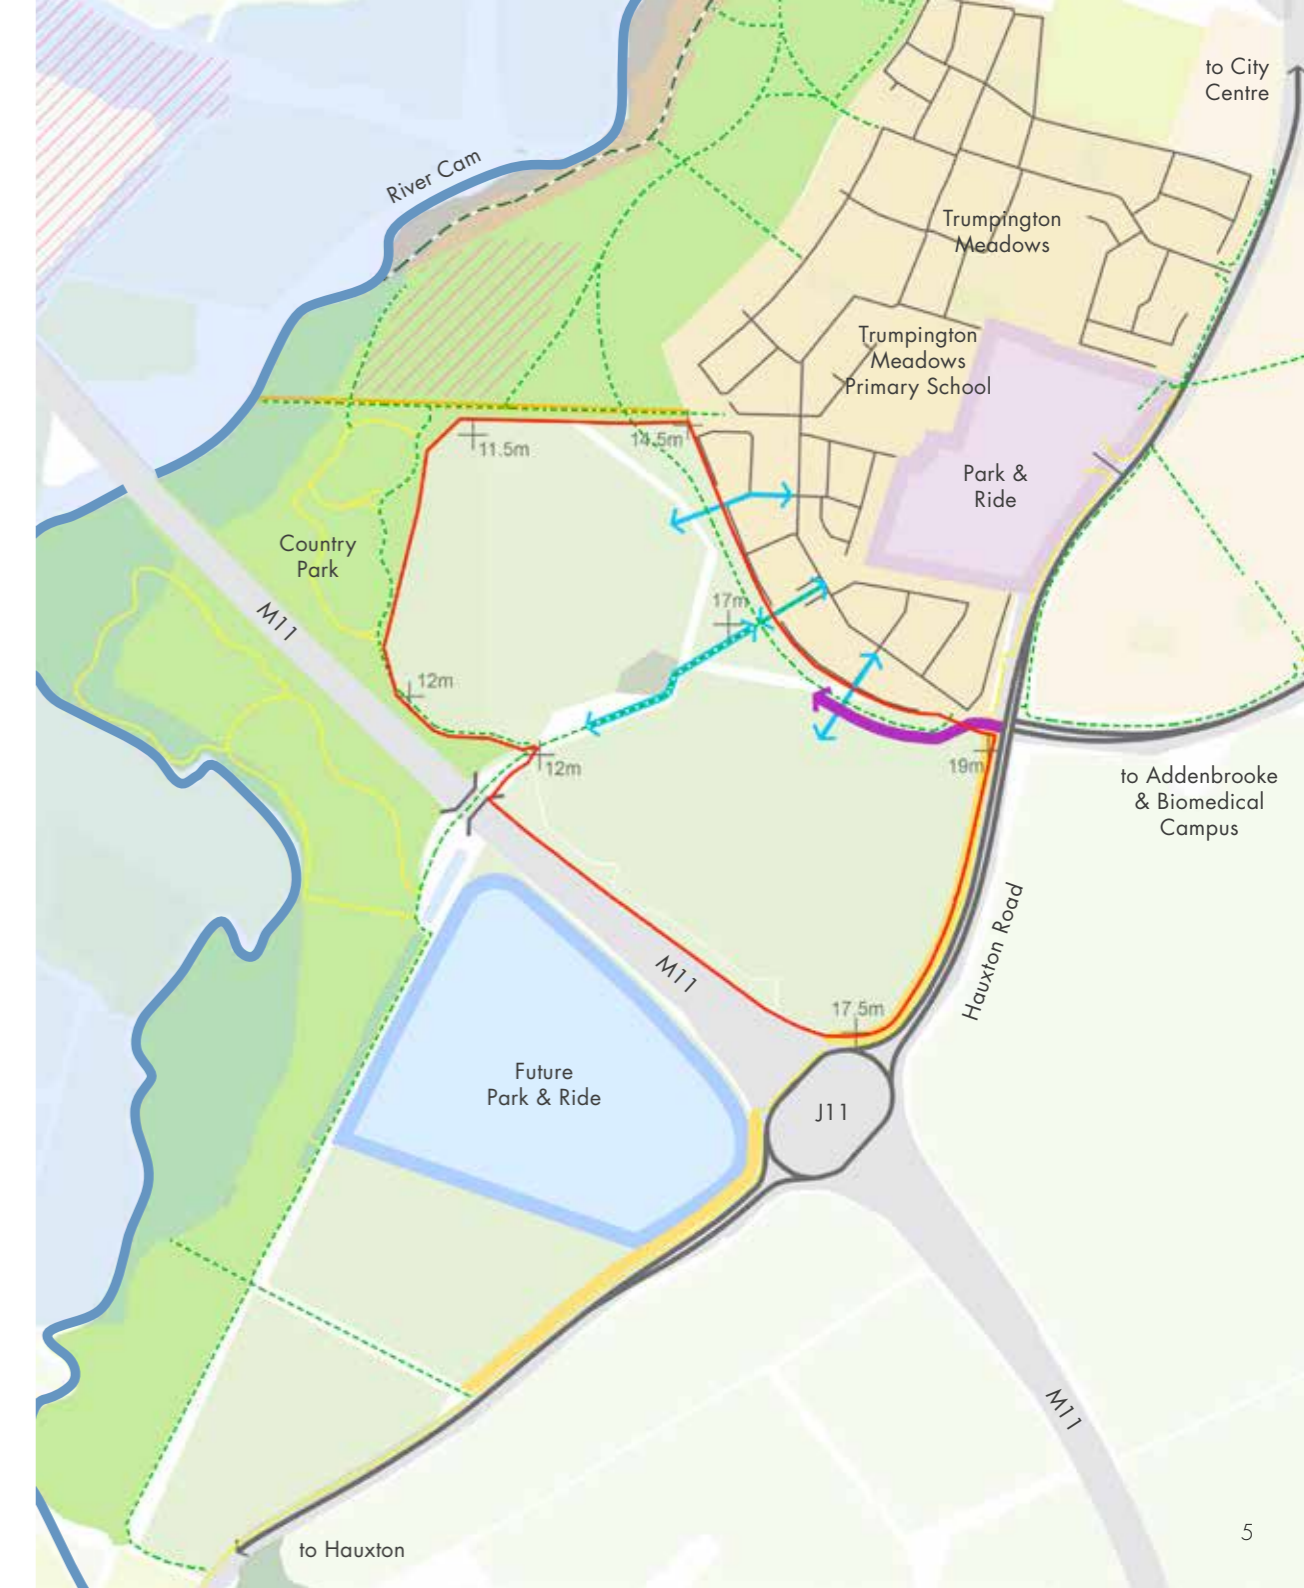 to City
Centre
River Cam
Trumpington
Meadows
Trumpington
Meadows
Primary School
14.5m
11.5m
Park &
Ride
Country
Park
M11
17m
12m
12m
19m
to Addenbrooke
& Biomedical
Campus
Hauxton Road
M11
17.5m
Future
Park & Ride
J11
M11
5
to Hauxton